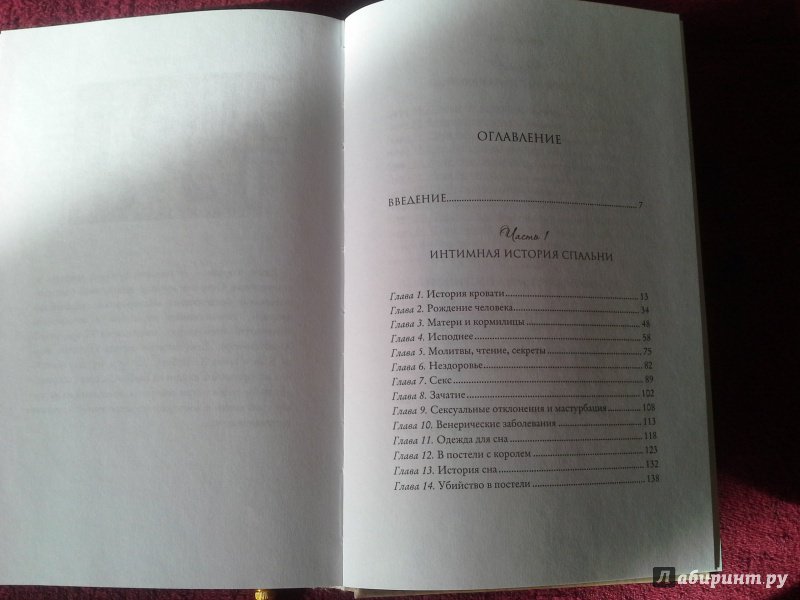 ОГЛАВЛЕНИЕ
ВВЕДЕНИЕ 7
Часть 1
ИНТИМНАЯ ИСТОРИЯ СПАЛЬНИ
Глава 1. История кровати 13
Глава 2. Рождение человека 34
Глава 3. Матери и кормилицы 48
Глава 4. Исподнее 58
Глава 5. Молитвы, чтение, секреты 75
Глава 6. Нездоровье 82
Глава 7. Секс 89
Глава 8. Зачатие 102
Глава 9. Сексуальные отклонения и мастурбация 108
Глава 10. Венерические заболевания 113
Глава 11. Одежда для сна 118
Глава 12. В постели с королем 123
Глава 13. История сна 132
Глава 14. Убийство в постели 138
Лабиринт.ру